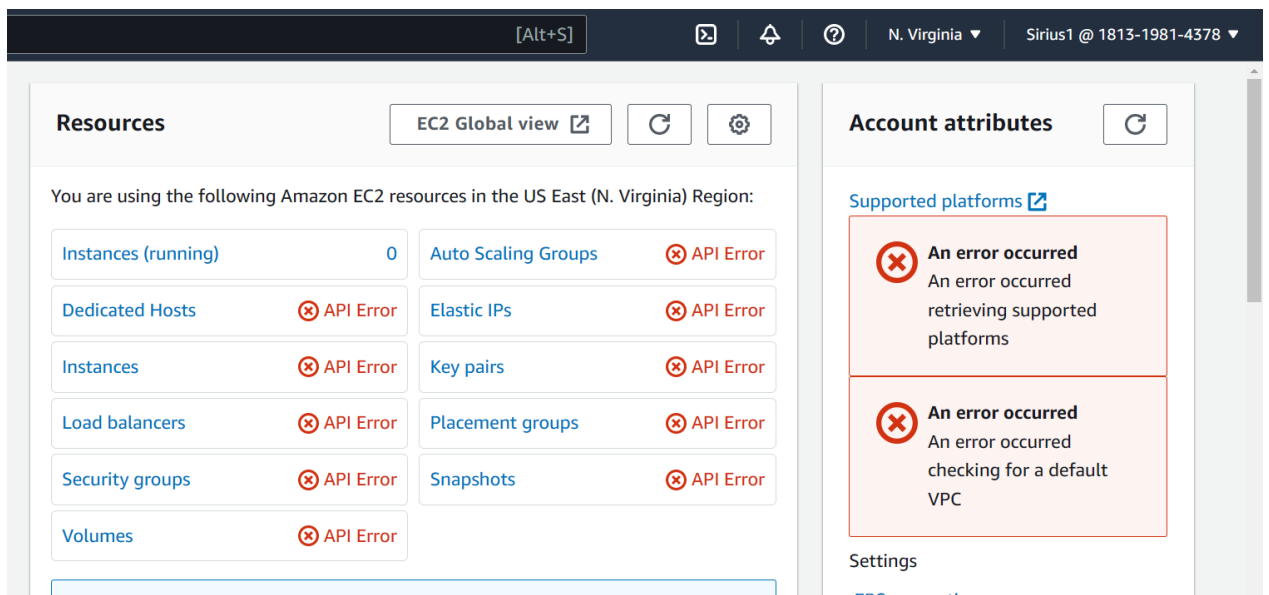 [Alt+S]
N. Virginia ▼
Sirius1 @ 1813-1981-4378 ▼
Resources
EC2 Global view
You are using the following Amazon EC2 resources in the US East (N. Virginia) Region:
Instances (running) 0
Auto Scaling Groups API Error
Dedicated Hosts API Error
Elastic IPs API Error
Instances API Error
Key pairs API Error
Load balancers API Error
Placement groups API Error
Security groups API Error
Snapshots API Error
Volumes API Error
Account attributes
Supported platforms
An error occurred
An error occurred
retrieving supported
platforms
An error occurred
An error occurred
checking for a default
VPC
Settings